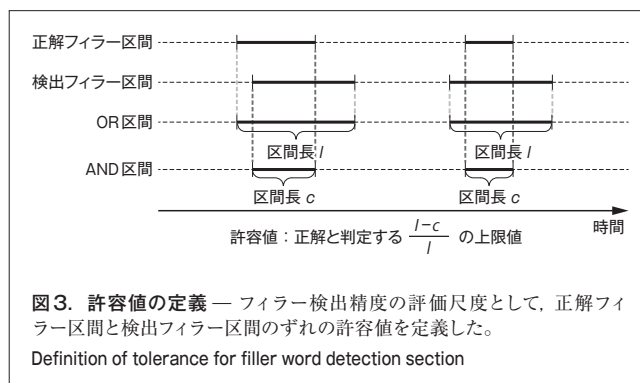 正解フィラー区間
検出フィラー区間
OR区間
区間長 l 区間長 l
AND区間
区間長 c 区間長 c
時間
許容値：正解と判定する (l−c)/l の上限値
図3. 許容値の定義 — フィラー検出精度の評価尺度として，正解フィ
ラー区間と検出フィラー区間のずれの許容値を定義した。
Definition of tolerance for filler word detection section